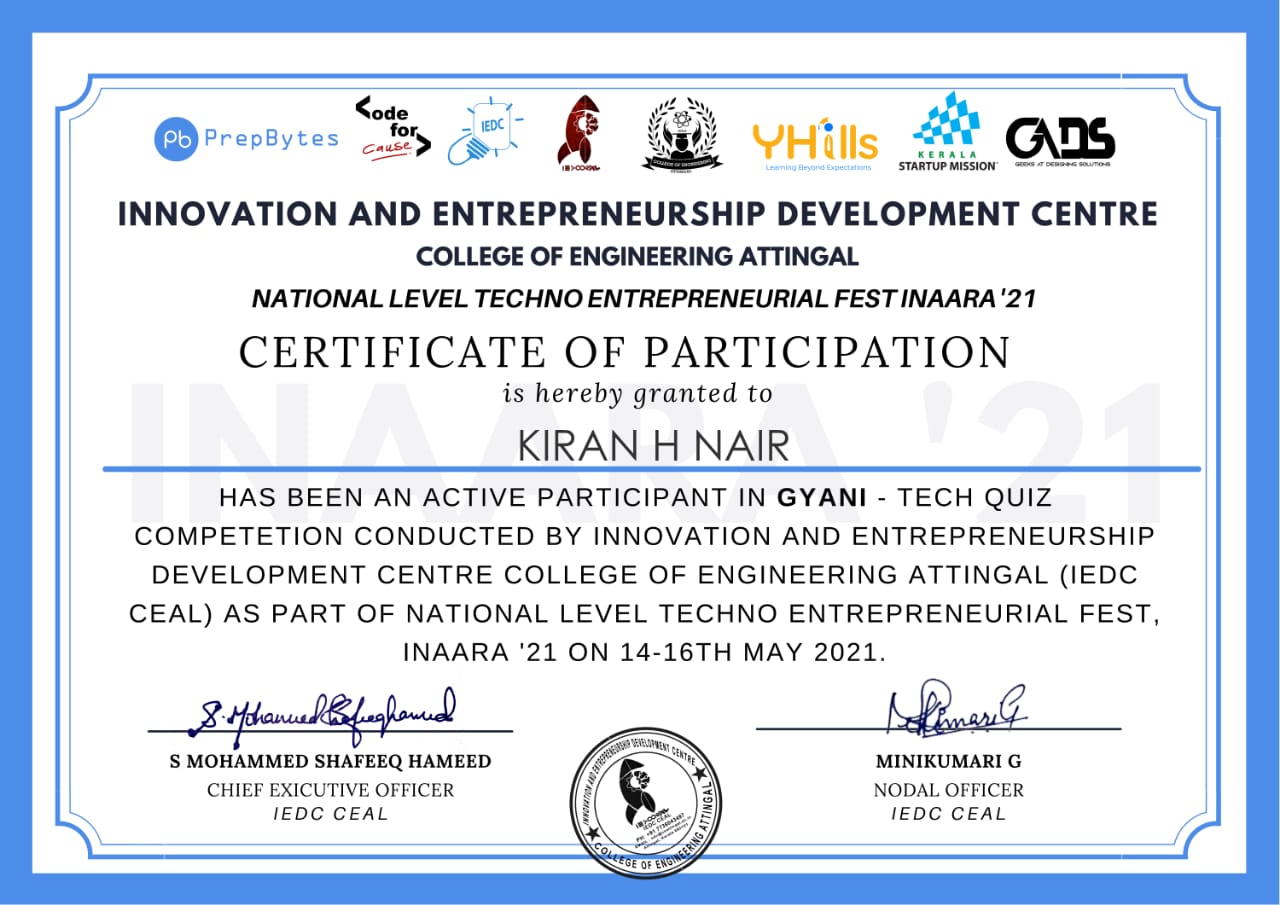 Pb PrepBytes
<ode for cause>
IEDC
COLLEGE OF ENGINEERING
YHills
Learning Beyond Expectations
KERALA
STARTUP MISSION
GADS
GEEKS AT DESIGNING SOLUTIONS
INNOVATION AND ENTREPRENEURSHIP DEVELOPMENT CENTRE
COLLEGE OF ENGINEERING ATTINGAL
NATIONAL LEVEL TECHNO ENTREPRENEURIAL FEST INAARA'21
CERTIFICATE OF PARTICIPATION
is hereby granted to
INAARA '21
KIRAN H NAIR
HAS BEEN AN ACTIVE PARTICIPANT IN GYANI - TECH QUIZ
COMPETETION CONDUCTED BY INNOVATION AND ENTREPRENEURSHIP
DEVELOPMENT CENTRE COLLEGE OF ENGINEERING ATTINGAL (IEDC
CEAL) AS PART OF NATIONAL LEVEL TECHNO ENTREPRENEURIAL FEST,
INAARA '21 ON 14-16TH MAY 2021.
S. Mohammed Shafeeq hameed
Minikumari G
S MOHAMMED SHAFEEQ HAMEED
MINIKUMARI G
CHIEF EXICUTIVE OFFICER
NODAL OFFICER
IEDC CEAL
IEDC CEAL
INNOVATION AND ENTREPRENEURSHIP DEVELOPMENT CENTRE
IEDC CEAL
COLLEGE OF ENGINEERING ATTINGAL